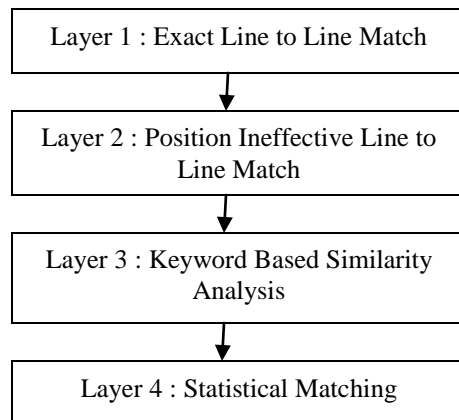 Layer 1 : Exact Line to Line Match
Layer 2 : Position Ineffective Line to
Line Match
Layer 3 : Keyword Based Similarity
Analysis
Layer 4 : Statistical Matching